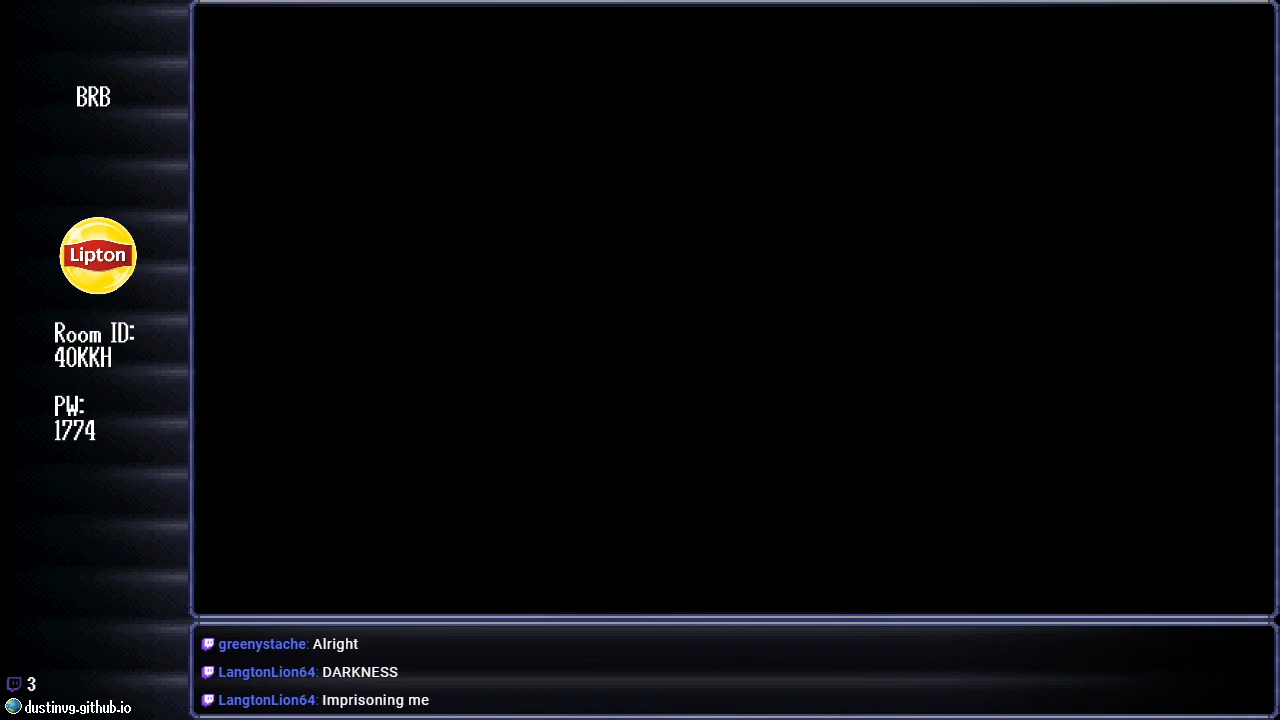 BRB
Lipton
Room ID:
40KKH
PW:
1774
3
dustinvg.github.io
greenystache: Alright
LangtonLion64: DARKNESS
LangtonLion64: Imprisoning me